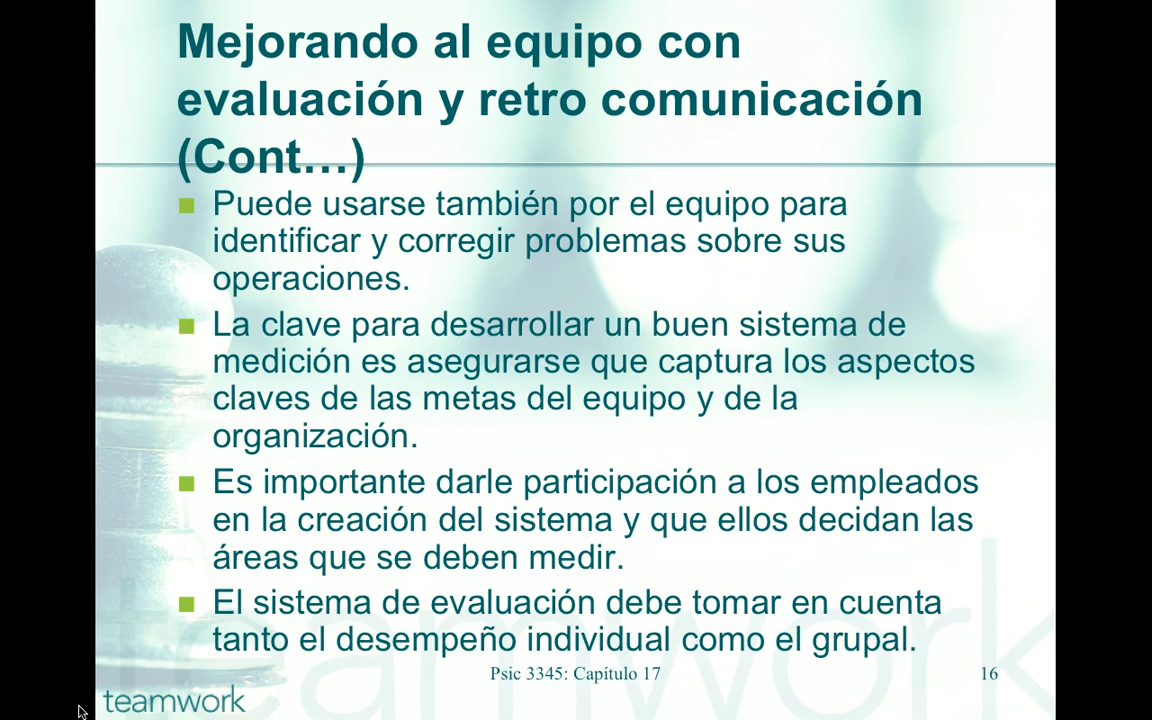 Mejorando al equipo con
evaluación y retro comunicación
(Cont…)
Puede usarse también por el equipo para
identificar y corregir problemas sobre sus
operaciones.
La clave para desarrollar un buen sistema de
medición es asegurarse que captura los aspectos
claves de las metas del equipo y de la
organización.
Es importante darle participación a los empleados
en la creación del sistema y que ellos decidan las
áreas que se deben medir.
El sistema de evaluación debe tomar en cuenta
tanto el desempeño individual como el grupal.
Psic 3345: Capítulo 17
16
teamwork
teamwork